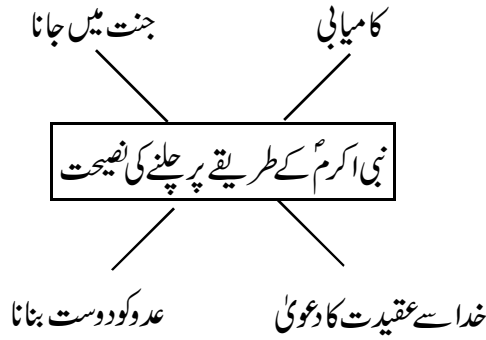 کامیابی
جنت میں جانا
نبی اکرمؐ کے طریقے پر چلنے کی نصیحت
خدا سے عقیدت کا دعویٰ
عدو کو دوست بنانا